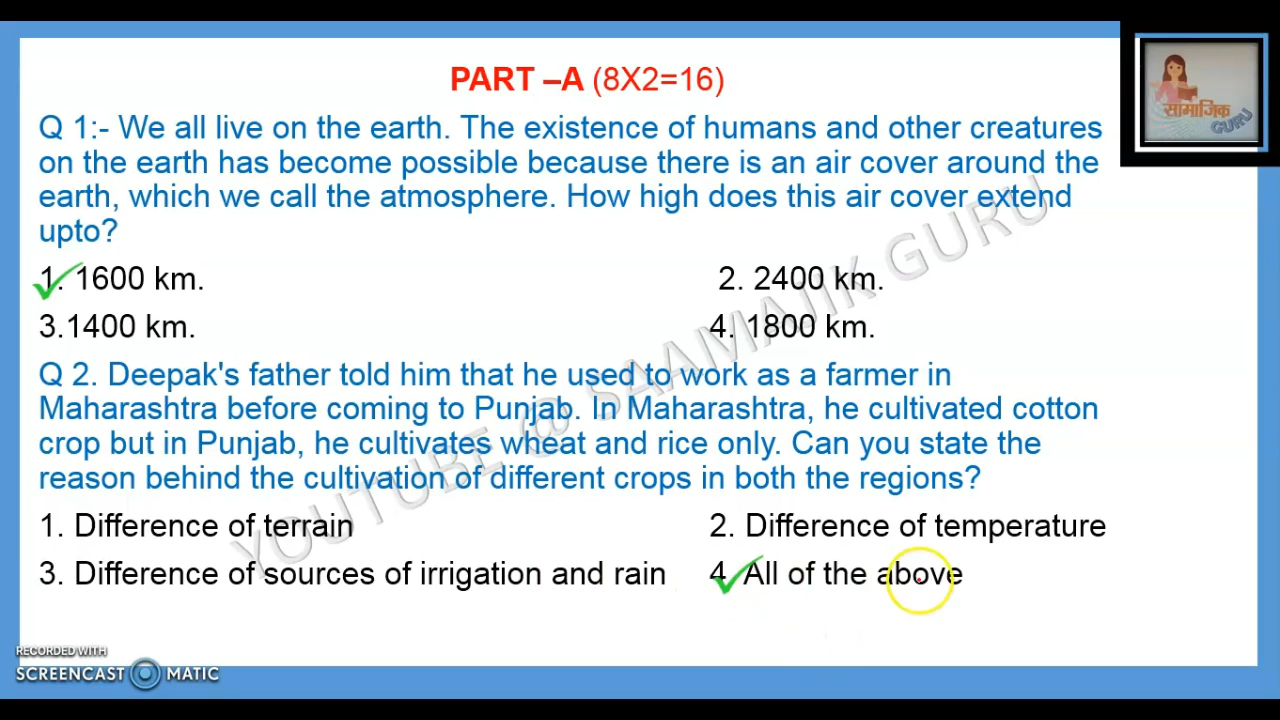 PART –A (8X2=16)
Q 1:- We all live on the earth. The existence of humans and other creatures
on the earth has become possible because there is an air cover around the
earth, which we call the atmosphere. How high does this air cover extend
upto?
1. 1600 km. 2. 2400 km.
3.1400 km. 4. 1800 km.
Q 2. Deepak's father told him that he used to work as a farmer in
Maharashtra before coming to Punjab. In Maharashtra, he cultivated cotton
crop but in Punjab, he cultivates wheat and rice only. Can you state the
reason behind the cultivation of different crops in both the regions?
1. Difference of terrain 2. Difference of temperature
3. Difference of sources of irrigation and rain 4. All of the above
YOUTUBE @ SAAMAJIK GURU
सामाजिक
GURU
RECORDED WITH
SCREENCAST MATIC